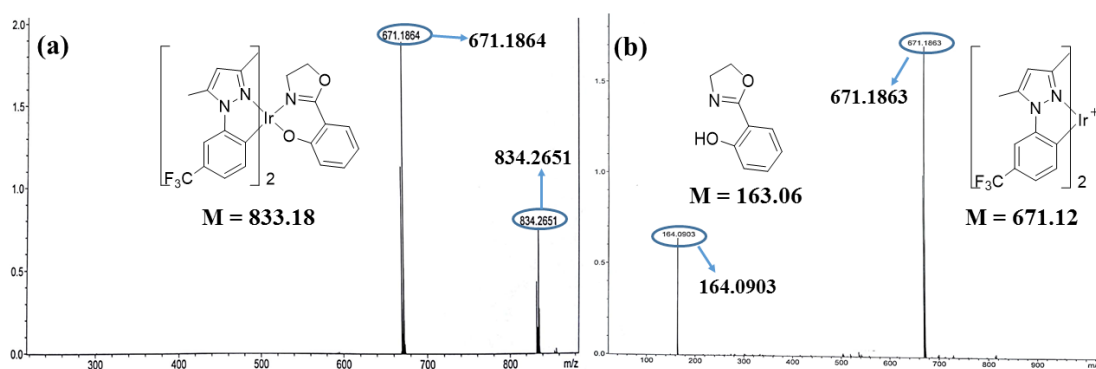 (a)
2.0
1.5
1.0
0.5
0.0
300
400
500
600
700
800
m/z
671.1864
671.1864
834.2651
834.2651
N
N
Ir
N
O
O
F₃C
2
M = 833.18
(b)
1.5
1.0
0.5
0.0
100
200
300
400
500
600
700
800
900
164.0903
164.0903
671.1863
671.1863
O
N
HO
M = 163.06
N
N
Ir⁺
F₃C
2
M = 671.12